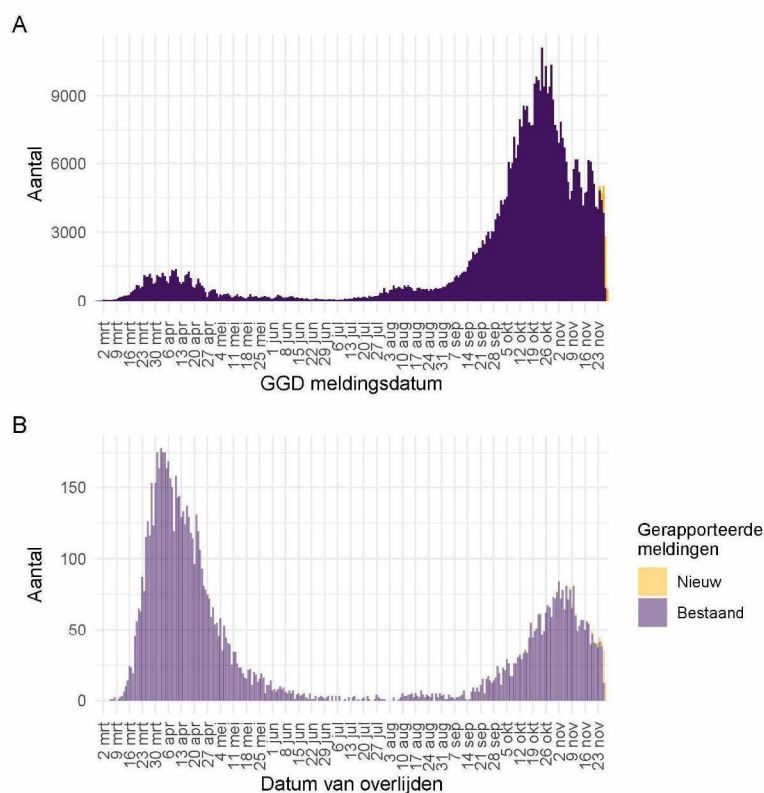 A
9000
6000
3000
0
Aantal
2 mrt
9 mrt
16 mrt
23 mrt
30 mrt
6 apr
13 apr
20 apr
27 apr
4 mei
11 mei
18 mei
25 mei
1 jun
8 jun
15 jun
22 jun
29 jun
6 jul
13 jul
20 jul
27 jul
3 aug
10 aug
17 aug
24 aug
31 aug
7 sep
14 sep
21 sep
28 sep
5 okt
12 okt
19 okt
26 okt
2 nov
9 nov
16 nov
23 nov
GGD meldingsdatum
B
150
100
50
0
Aantal
2 mrt
9 mrt
16 mrt
23 mrt
30 mrt
6 apr
13 apr
20 apr
27 apr
4 mei
11 mei
18 mei
25 mei
1 jun
8 jun
15 jun
22 jun
29 jun
6 jul
13 jul
20 jul
27 jul
3 aug
10 aug
17 aug
24 aug
31 aug
7 sep
14 sep
21 sep
28 sep
5 okt
12 okt
19 okt
26 okt
2 nov
9 nov
16 nov
23 nov
Datum van overlijden
Gerapporteerde
meldingen
Nieuw
Bestaand